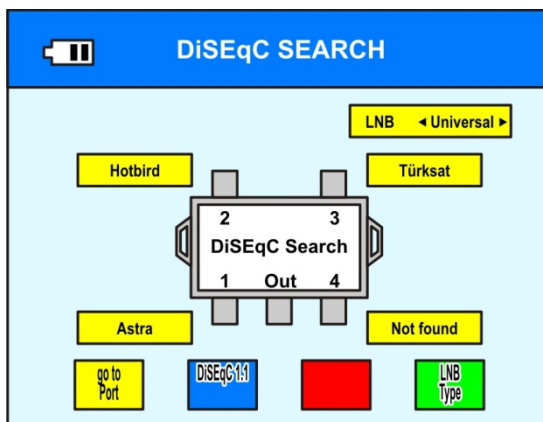 DiSEqC SEARCH
LNB ◄ Universal ►
Hotbird
Türksat
2 3
DiSEqC Search
1 Out 4
Astra
Not found
go to
Port
DiSEqC 1.1
LNB
Type